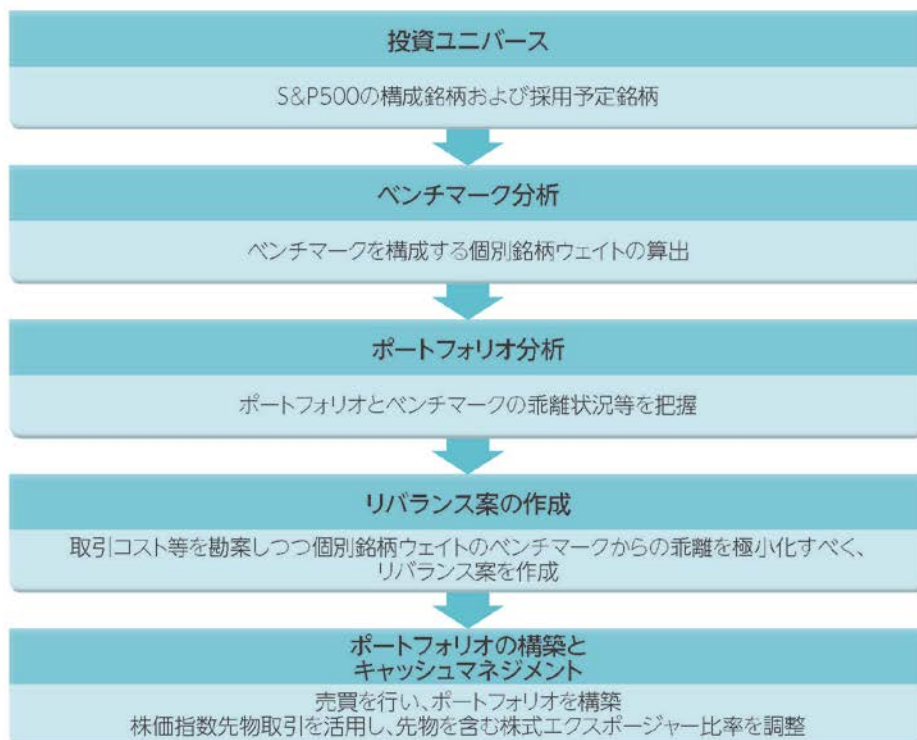 投資ユニバース
S&P500の構成銘柄および採用予定銘柄
ベンチマーク分析
ベンチマークを構成する個別銘柄ウェイトの算出
ポートフォリオ分析
ポートフォリオとベンチマークの乖離状況等を把握
リバランス案の作成
取引コスト等を勘案しつつ個別銘柄ウェイトのベンチマークからの乖離を極小化すべく、
リバランス案を作成
ポートフォリオの構築と
キャッシュマネジメント
売買を行い、ポートフォリオを構築
株価指数先物取引を活用し、先物を含む株式エクスポージャー比率を調整